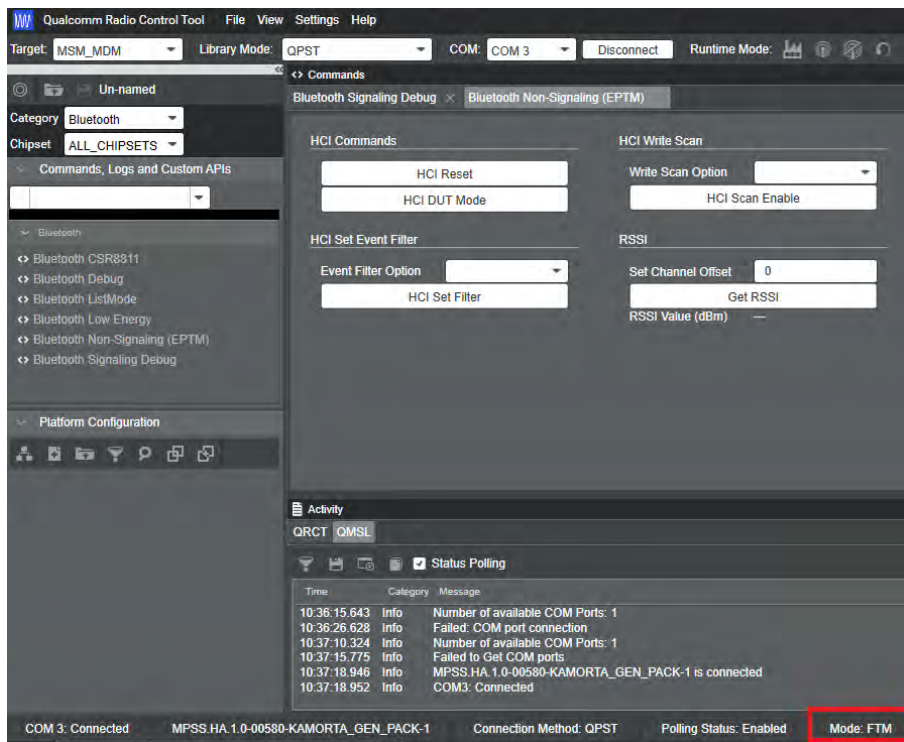 Qualcomm Radio Control Tool File View Settings Help
Target: MSM_MDM Library Mode: QPST COM: COM 3 Disconnect Runtime Mode:
<> Commands
Un-named
Bluetooth Signaling Debug × Bluetooth Non-Signaling (EPTM)
Category Bluetooth
Chipset ALL_CHIPSETS
Commands, Logs and Custom APIs
Bluetooth
<> Bluetooth CSR8811
<> Bluetooth Debug
<> Bluetooth ListMode
<> Bluetooth Low Energy
<> Bluetooth Non-Signaling (EPTM)
<> Bluetooth Signaling Debug
Platform Configuration
HCI Commands
HCI Reset
HCI DUT Mode
HCI Set Event Filter
Event Filter Option
HCI Set Filter
HCI Write Scan
Write Scan Option
HCI Scan Enable
RSSI
Set Channel Offset 0
Get RSSI
RSSI Value (dBm) —
Activity
QRCT QMSL
Status Polling
Time Category Message
10:36:15.643 Info Number of available COM Ports: 1
10:36:26.628 Info Failed: COM port connection
10:37:10.324 Info Number of available COM Ports: 1
10:37:15.775 Info Failed to Get COM ports
10:37:18.946 Info MPSS.HA.1.0-00580-KAMORTA_GEN_PACK-1 is connected
10:37:18.952 Info COM3: Connected
COM 3: Connected MPSS.HA.1.0-00580-KAMORTA_GEN_PACK-1 Connection Method: QPST Polling Status: Enabled Mode: FTM